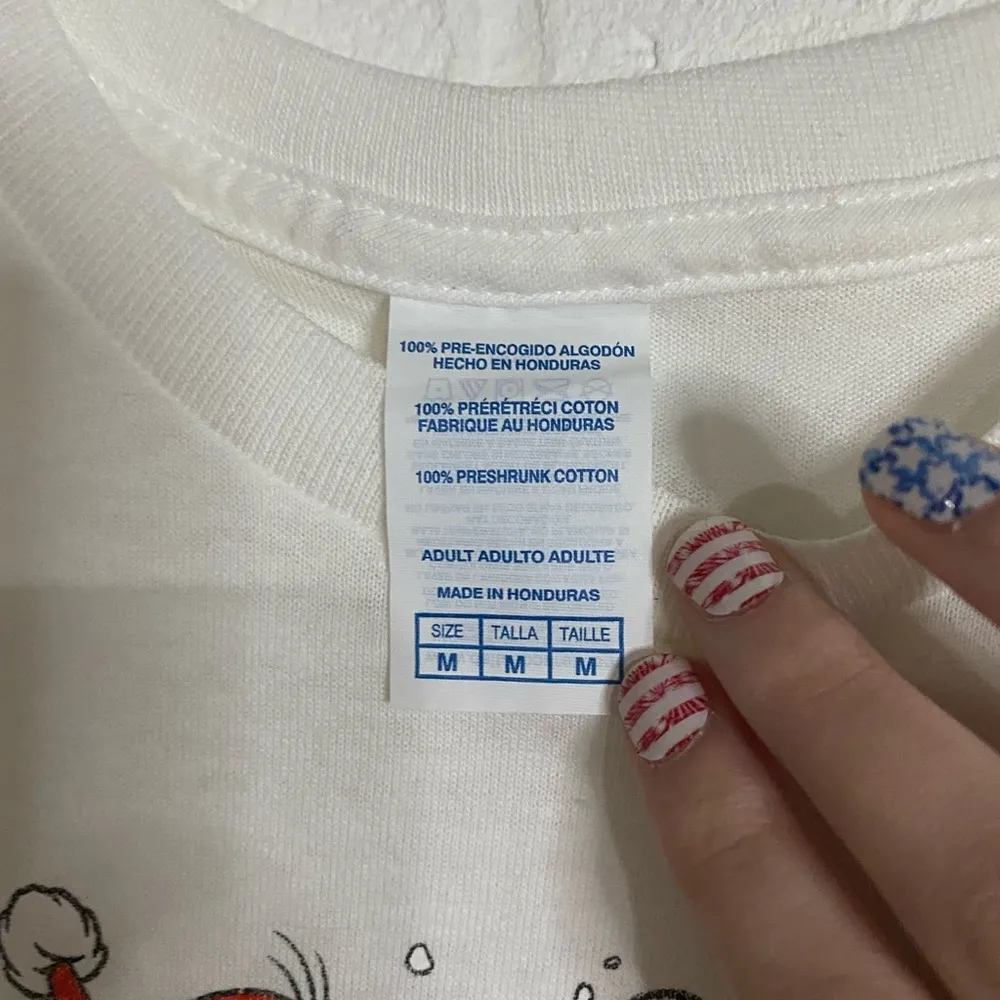 100% PRE-ENCOGIDO ALGODÓN
HECHO EN HONDURAS
100% PRÉRÉTRÉCI COTON
FABRIQUE AU HONDURAS
100% PRESHRUNK COTTON
ADULT ADULTO ADULTE
MADE IN HONDURAS
SIZE TALLA TAILLE
M M M